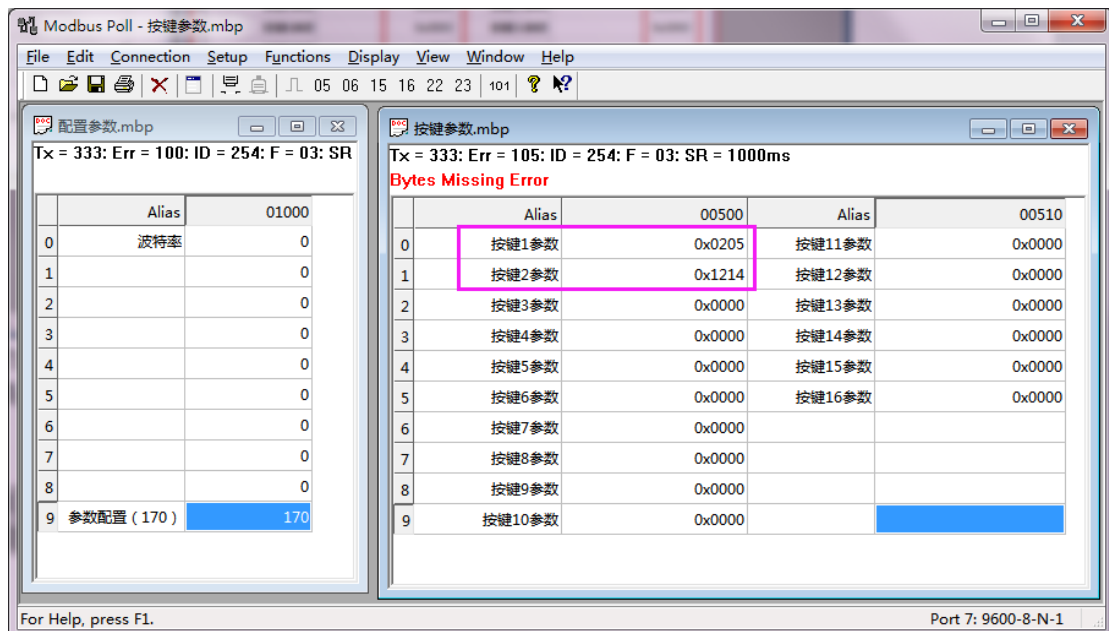 Modbus Poll - 按键参数.mbp
File Edit Connection Setup Functions Display View Window Help
05 06 15 16 22 23 101
配置参数.mbp
Tx = 333: Err = 100: ID = 254: F = 03: SR
Alias 01000
0 波特率 0
1 0
2 0
3 0
4 0
5 0
6 0
7 0
8 0
9 参数配置（170） 170
按键参数.mbp
Tx = 333: Err = 105: ID = 254: F = 03: SR = 1000ms
Bytes Missing Error
Alias 00500 Alias 00510
0 按键1参数 0x0205 按键11参数 0x0000
1 按键2参数 0x1214 按键12参数 0x0000
2 按键3参数 0x0000 按键13参数 0x0000
3 按键4参数 0x0000 按键14参数 0x0000
4 按键5参数 0x0000 按键15参数 0x0000
5 按键6参数 0x0000 按键16参数 0x0000
6 按键7参数 0x0000
7 按键8参数 0x0000
8 按键9参数 0x0000
9 按键10参数 0x0000
For Help, press F1. Port 7: 9600-8-N-1